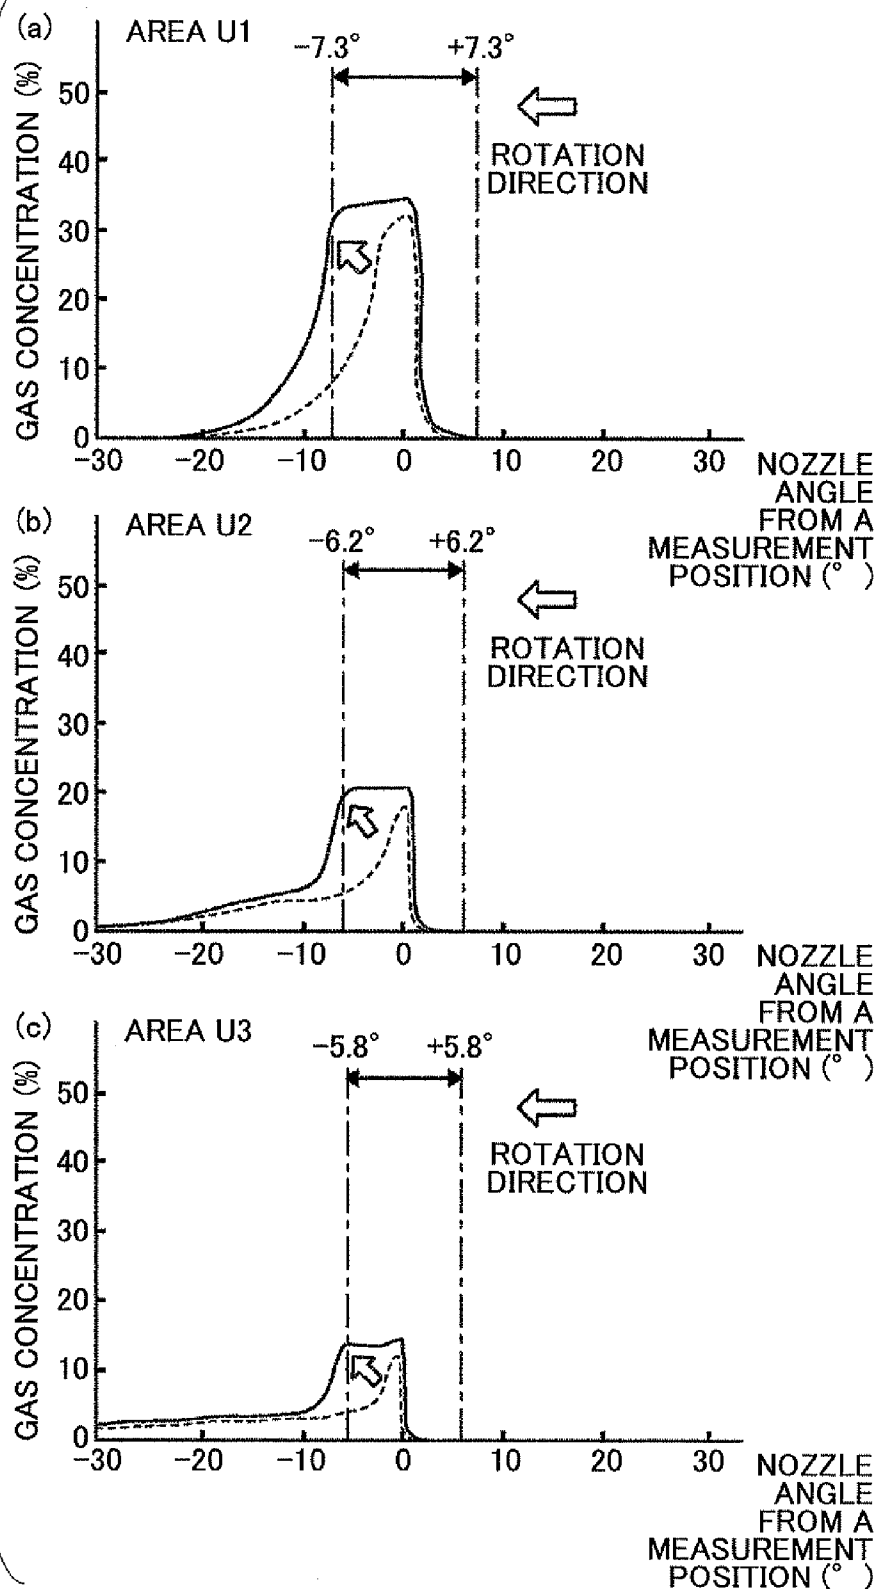 (a) AREA U1
−7.3° +7.3°
GAS CONCENTRATION (%)
50
40
30
20
10
0
ROTATION
DIRECTION
−30 −20 −10 0 10 20 30
NOZZLE
ANGLE
FROM A
MEASUREMENT
POSITION (° )
(b) AREA U2
−6.2° +6.2°
GAS CONCENTRATION (%)
50
40
30
20
10
0
ROTATION
DIRECTION
−30 −20 −10 0 10 20 30
NOZZLE
ANGLE
FROM A
MEASUREMENT
POSITION (° )
(c) AREA U3
−5.8° +5.8°
GAS CONCENTRATION (%)
50
40
30
20
10
0
ROTATION
DIRECTION
−30 −20 −10 0 10 20 30
NOZZLE
ANGLE
FROM A
MEASUREMENT
POSITION (° )